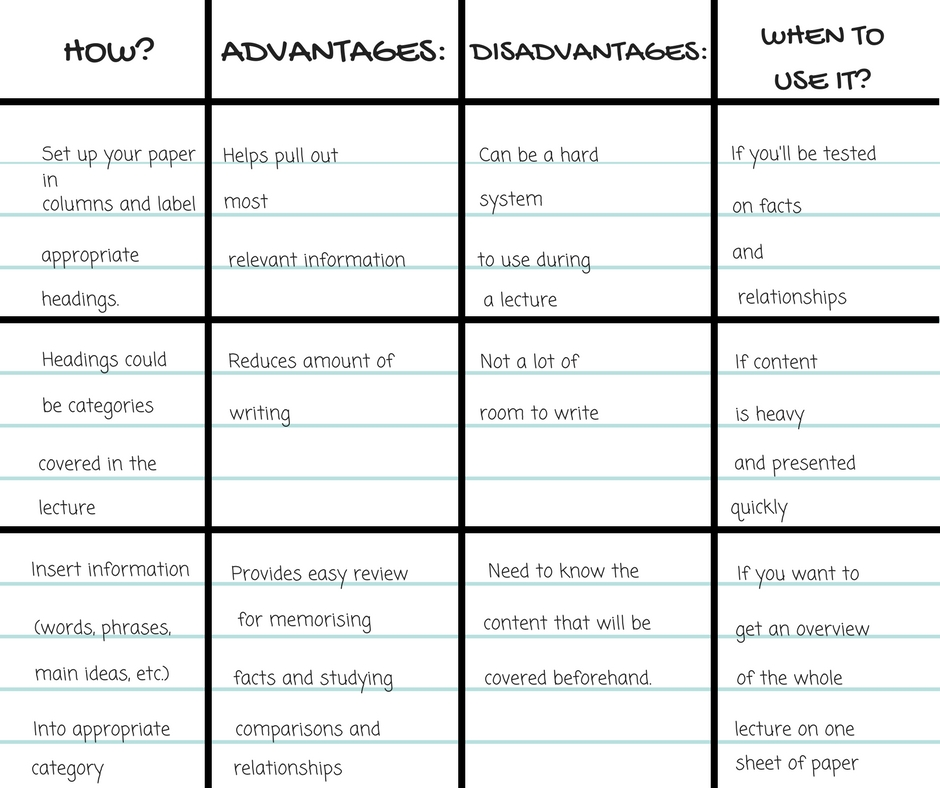 HOW?
ADVANTAGES:
DISADVANTAGES:
WHEN TO
USE IT?
Set up your paper
in
columns and label
appropriate
headings.
Helps pull out
most
relevant information
Can be a hard
system
to use during
a lecture
If you'll be tested
on facts
and
relationships
Headings could
be categories
covered in the
lecture
Reduces amount of
writing
Not a lot of
room to write
If content
is heavy
and presented
quickly
Insert information
(words, phrases,
main ideas, etc.)
Into appropriate
category
Provides easy review
for memorising
facts and studying
comparisons and
relationships
Need to know the
content that will be
covered beforehand.
If you want to
get an overview
of the whole
lecture on one
sheet of paper